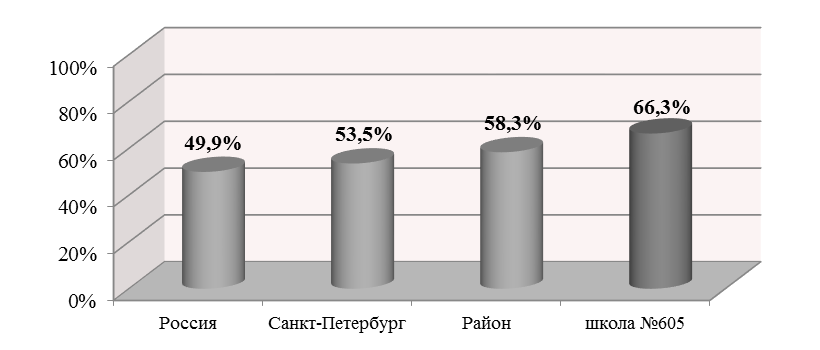 100%
80%
60%
40%
20%
0%
49,9%
53,5%
58,3%
66,3%
Россия
Санкт-Петербург
Район
школа №605